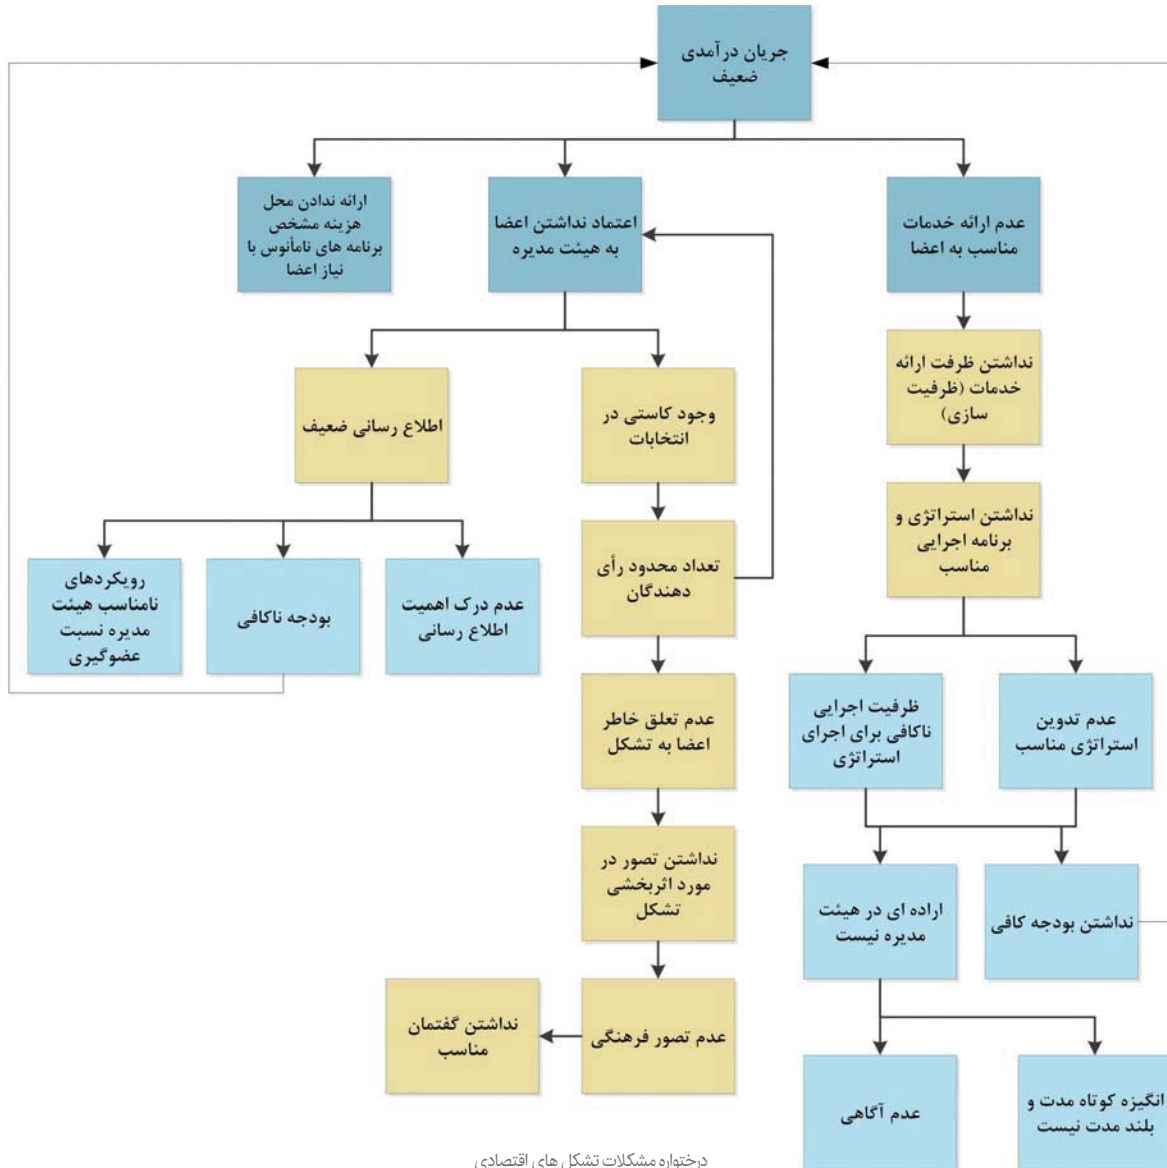 جریان درآمدی
ضعیف
عدم ارائه خدمات
مناسب به اعضا
اعتماد نداشتن اعضا
به هیئت مدیره
ارائه ندادن محل
هزینه مشخص
برنامه های نامأنوس با
نیاز اعضا
نداشتن ظرفت ارائه
خدمات (ظرفیت
سازی)
وجود کاستی در
انتخابات
اطلاع رسانی ضعیف
نداشتن استراتژی و
برنامه اجرایی
مناسب
تعداد محدود رأی
دهندگان
عدم درک اهمیت
اطلاع رسانی
بودجه ناکافی
رویکردهای
نامناسب هیئت
مدیره نسبت
عضوگیری
عدم تدوین
استراتژی مناسب
ظرفیت اجرایی
ناکافی برای اجرای
استراتژی
عدم تعلق خاطر
اعضا به تشکل
نداشتن تصور در
مورد اثربخشی
تشکل
نداشتن بودجه کافی
اراده ای در هیئت
مدیره نیست
عدم تصور فرهنگی
نداشتن گفتمان
مناسب
انگیزه کوتاه مدت و
بلند مدت نیست
عدم آگاهی
درختواره مشکلات تشکل های اقتصادی